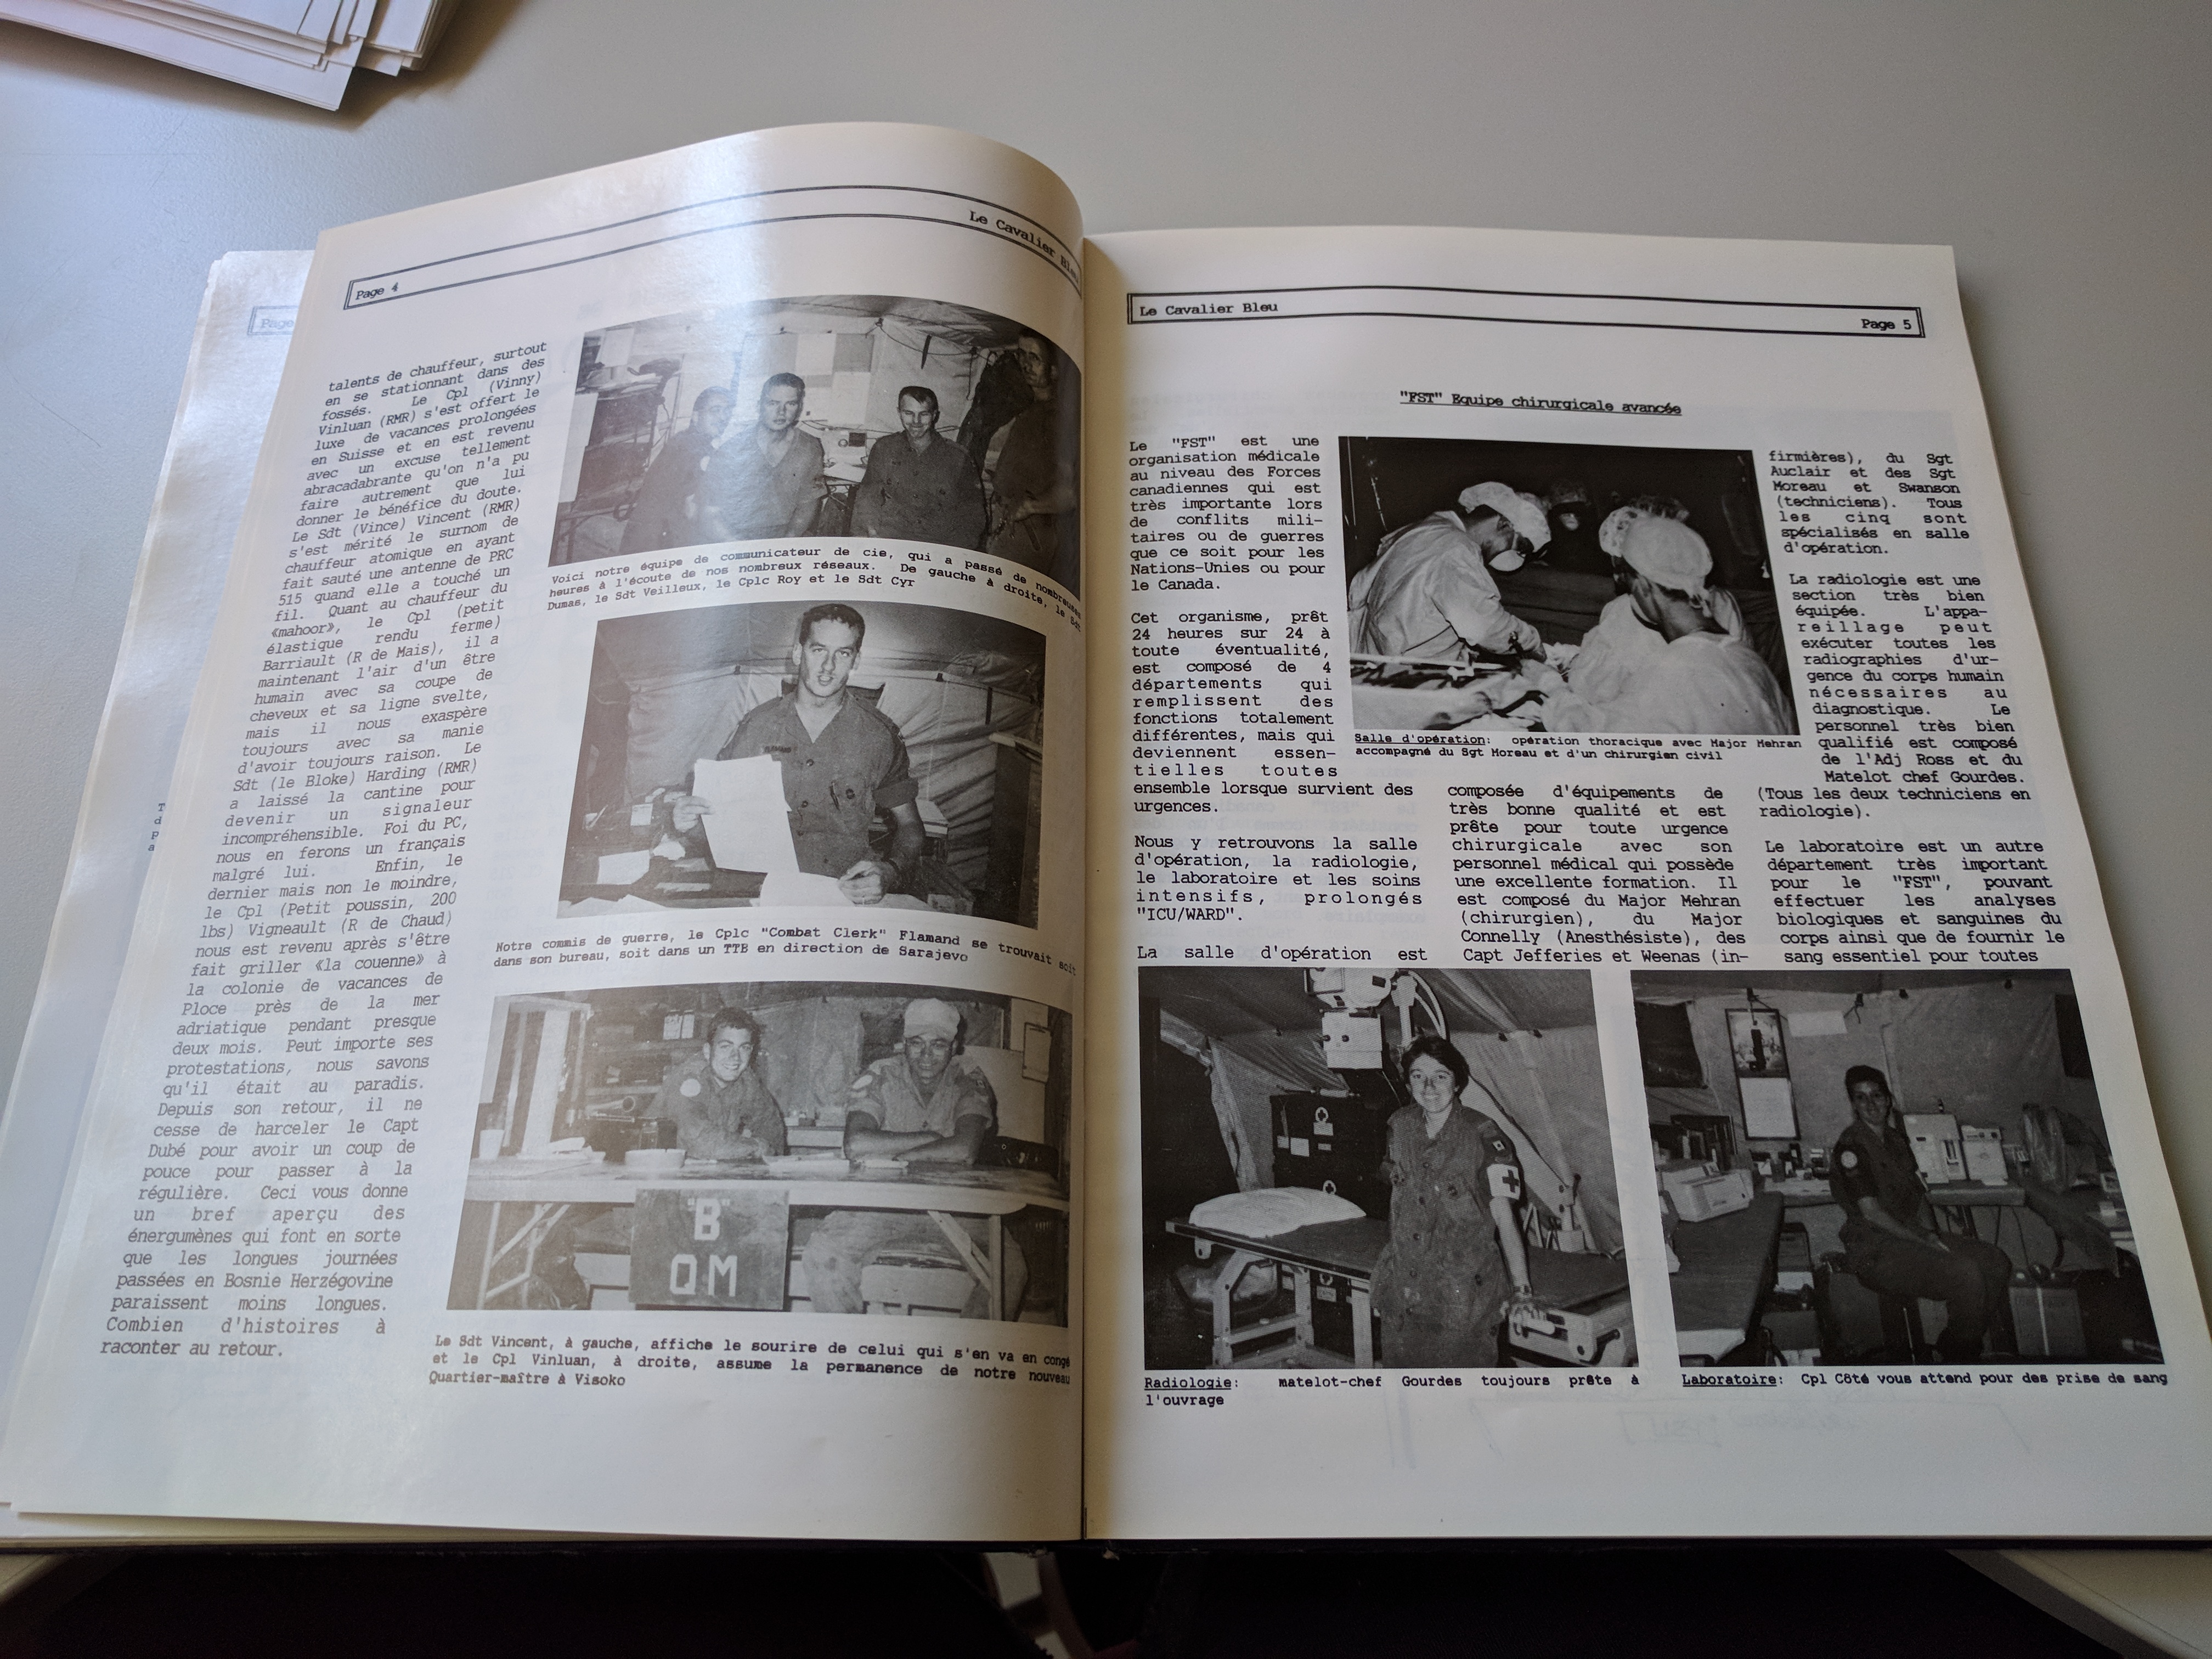 Page 4
Le Cavalier Bleu
talents de chauffeur, surtout
en se stationnant dans des
fossés. Le Cpl (Vinny)
Vinluan (RMR) s'est offert le
luxe de vacances prolongées
en Suisse et en est revenu
avec un excuse tellement
abracadabrante qu'on n'a pu
faire autrement que lui
donner le bénéfice du doute.
Le Sdt (Vince) Vincent (RMR)
s'est mérité le surnom de
chauffeur atomique en ayant
fait sauté une antenne de PRC
515 quand elle a touché un
fil. Quant au chauffeur du
«mahoor», le Cpl (petit
élastique rendu ferme)
Barriault (R de Mais), il a
maintenant l'air d'un être
humain avec sa coupe de
cheveux et sa ligne svelte,
mais il nous exaspère
toujours avec sa manie
d'avoir toujours raison. Le
Sdt (le Bloke) Harding (RMR)
a laissé la cantine pour
devenir un signaleur
incompréhensible. Foi du PC,
nous en ferons un français
malgré lui. Enfin, le
dernier mais non le moindre,
le Cpl (Petit poussin, 200
lbs) Vigneault (R de Chaud)
nous est revenu après s'être
fait griller «la couenne» à
la colonie de vacances de
Ploce près de la mer
adriatique pendant presque
deux mois. Peut importe ses
protestations, nous savons
qu'il était au paradis.
Depuis son retour, il ne
cesse de harceler le Capt
Dubé pour avoir un coup de
pouce pour passer à la
régulière. Ceci vous donne
un bref aperçu des
énergumènes qui font en sorte
que les longues journées
passées en Bosnie Herzégovine
paraissent moins longues.
Combien d'histoires à
raconter au retour.
Voici notre équipe de communicateur de cie, qui a passé de nombreuses
heures à l'écoute de nos nombreux réseaux. De gauche à droite, le Sdt
Dumas, le Sdt Veilleux, le Cplc Roy et le Sdt Cyr
Notre commis de guerre, le Cplc "Combat Clerk" Flamand se trouvait soit
dans son bureau, soit dans un TTB en direction de Sarajevo
"B"
QM
Le Sdt Vincent, à gauche, affiche le sourire de celui qui s'en va en congé
et le Cpl Vinluan, à droite, assume la permanence de notre nouveau
Quartier-maître à Visoko
Le Cavalier Bleu
Page 5
"FST" Equipe chirurgicale avancée
Le "FST" est une
organisation médicale
au niveau des Forces
canadiennes qui est
très importante lors
de conflits mili-
taires ou de guerres
que ce soit pour les
Nations-Unies ou pour
le Canada.
Cet organisme, prêt
24 heures sur 24 à
toute éventualité,
est composé de 4
départements qui
remplissent des
fonctions totalement
différentes, mais qui
deviennent essen-
tielles toutes
ensemble lorsque survient des
urgences.
Nous y retrouvons la salle
d'opération, la radiologie,
le laboratoire et les soins
intensifs, prolongés
"ICU/WARD".
La salle d'opération est
Salle d'opération: opération thoracique avec Major Mehran
accompagné du Sgt Moreau et d'un chirurgien civil
composée d'équipements de
très bonne qualité et est
prête pour toute urgence
chirurgicale avec son
personnel médical qui possède
une excellente formation. Il
est composé du Major Mehran
(chirurgien), du Major
Connelly (Anesthésiste), des
Capt Jefferies et Weenas (in-
firmières), du Sgt
Auclair et des Sgt
Moreau et Swanson
(techniciens). Tous
les cinq sont
spécialisés en salle
d'opération.
La radiologie est une
section très bien
équipée. L'appa-
reillage peut
exécuter toutes les
radiographies d'ur-
gence du corps humain
nécessaires au
diagnostique. Le
personnel très bien
qualifié est composé
de l'Adj Ross et du
Matelot chef Gourdes.
(Tous les deux techniciens en
radiologie).
Le laboratoire est un autre
département très important
pour le "FST", pouvant
effectuer les analyses
biologiques et sanguines du
corps ainsi que de fournir le
sang essentiel pour toutes
Radiologie: matelot-chef Gourdes toujours prête à
l'ouvrage
Laboratoire: Cpl Côté vous attend pour des prise de sang